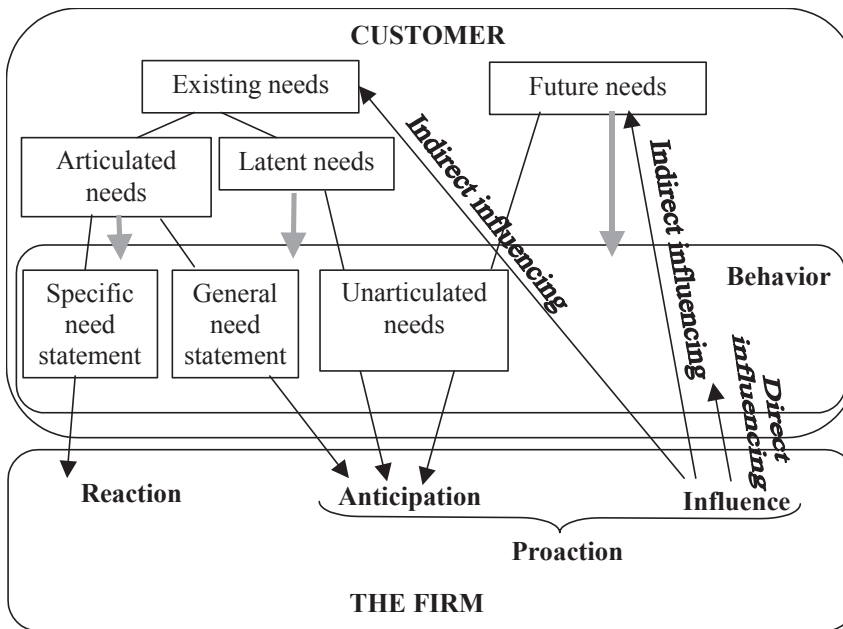 CUSTOMER
Existing needs
Future needs
Articulated
needs
Latent needs
Indirect influencing
Indirect influencing
Behavior
Specific
need
statement
General
need
statement
Unarticulated
needs
Direct
influencing
Reaction
Anticipation
Influence
Proaction
THE FIRM